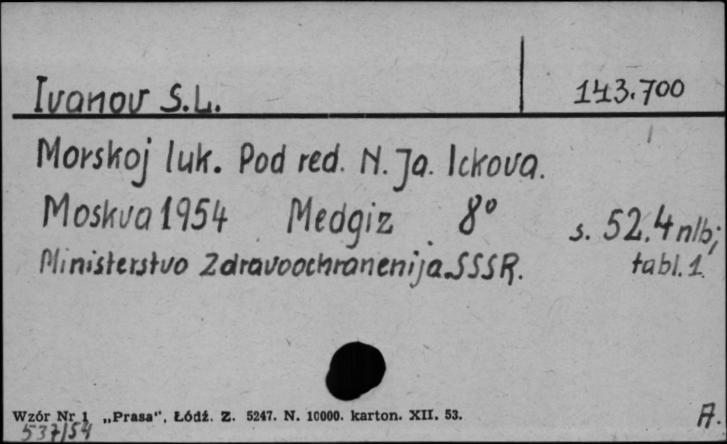 Ivanov S.L.
143.700
Morskoj luk. Pod red. N. Ja. Ickova.
Moskva 1954 Medgiz 8° s. 52.4 nlb;
Ministerstvo Zdravoochranenija SSSR. tabl. 1.
Wzór Nr 1 „Prasa", Łódź. Z. 5247. N. 10000. karton. XII. 53.
537/54
A.